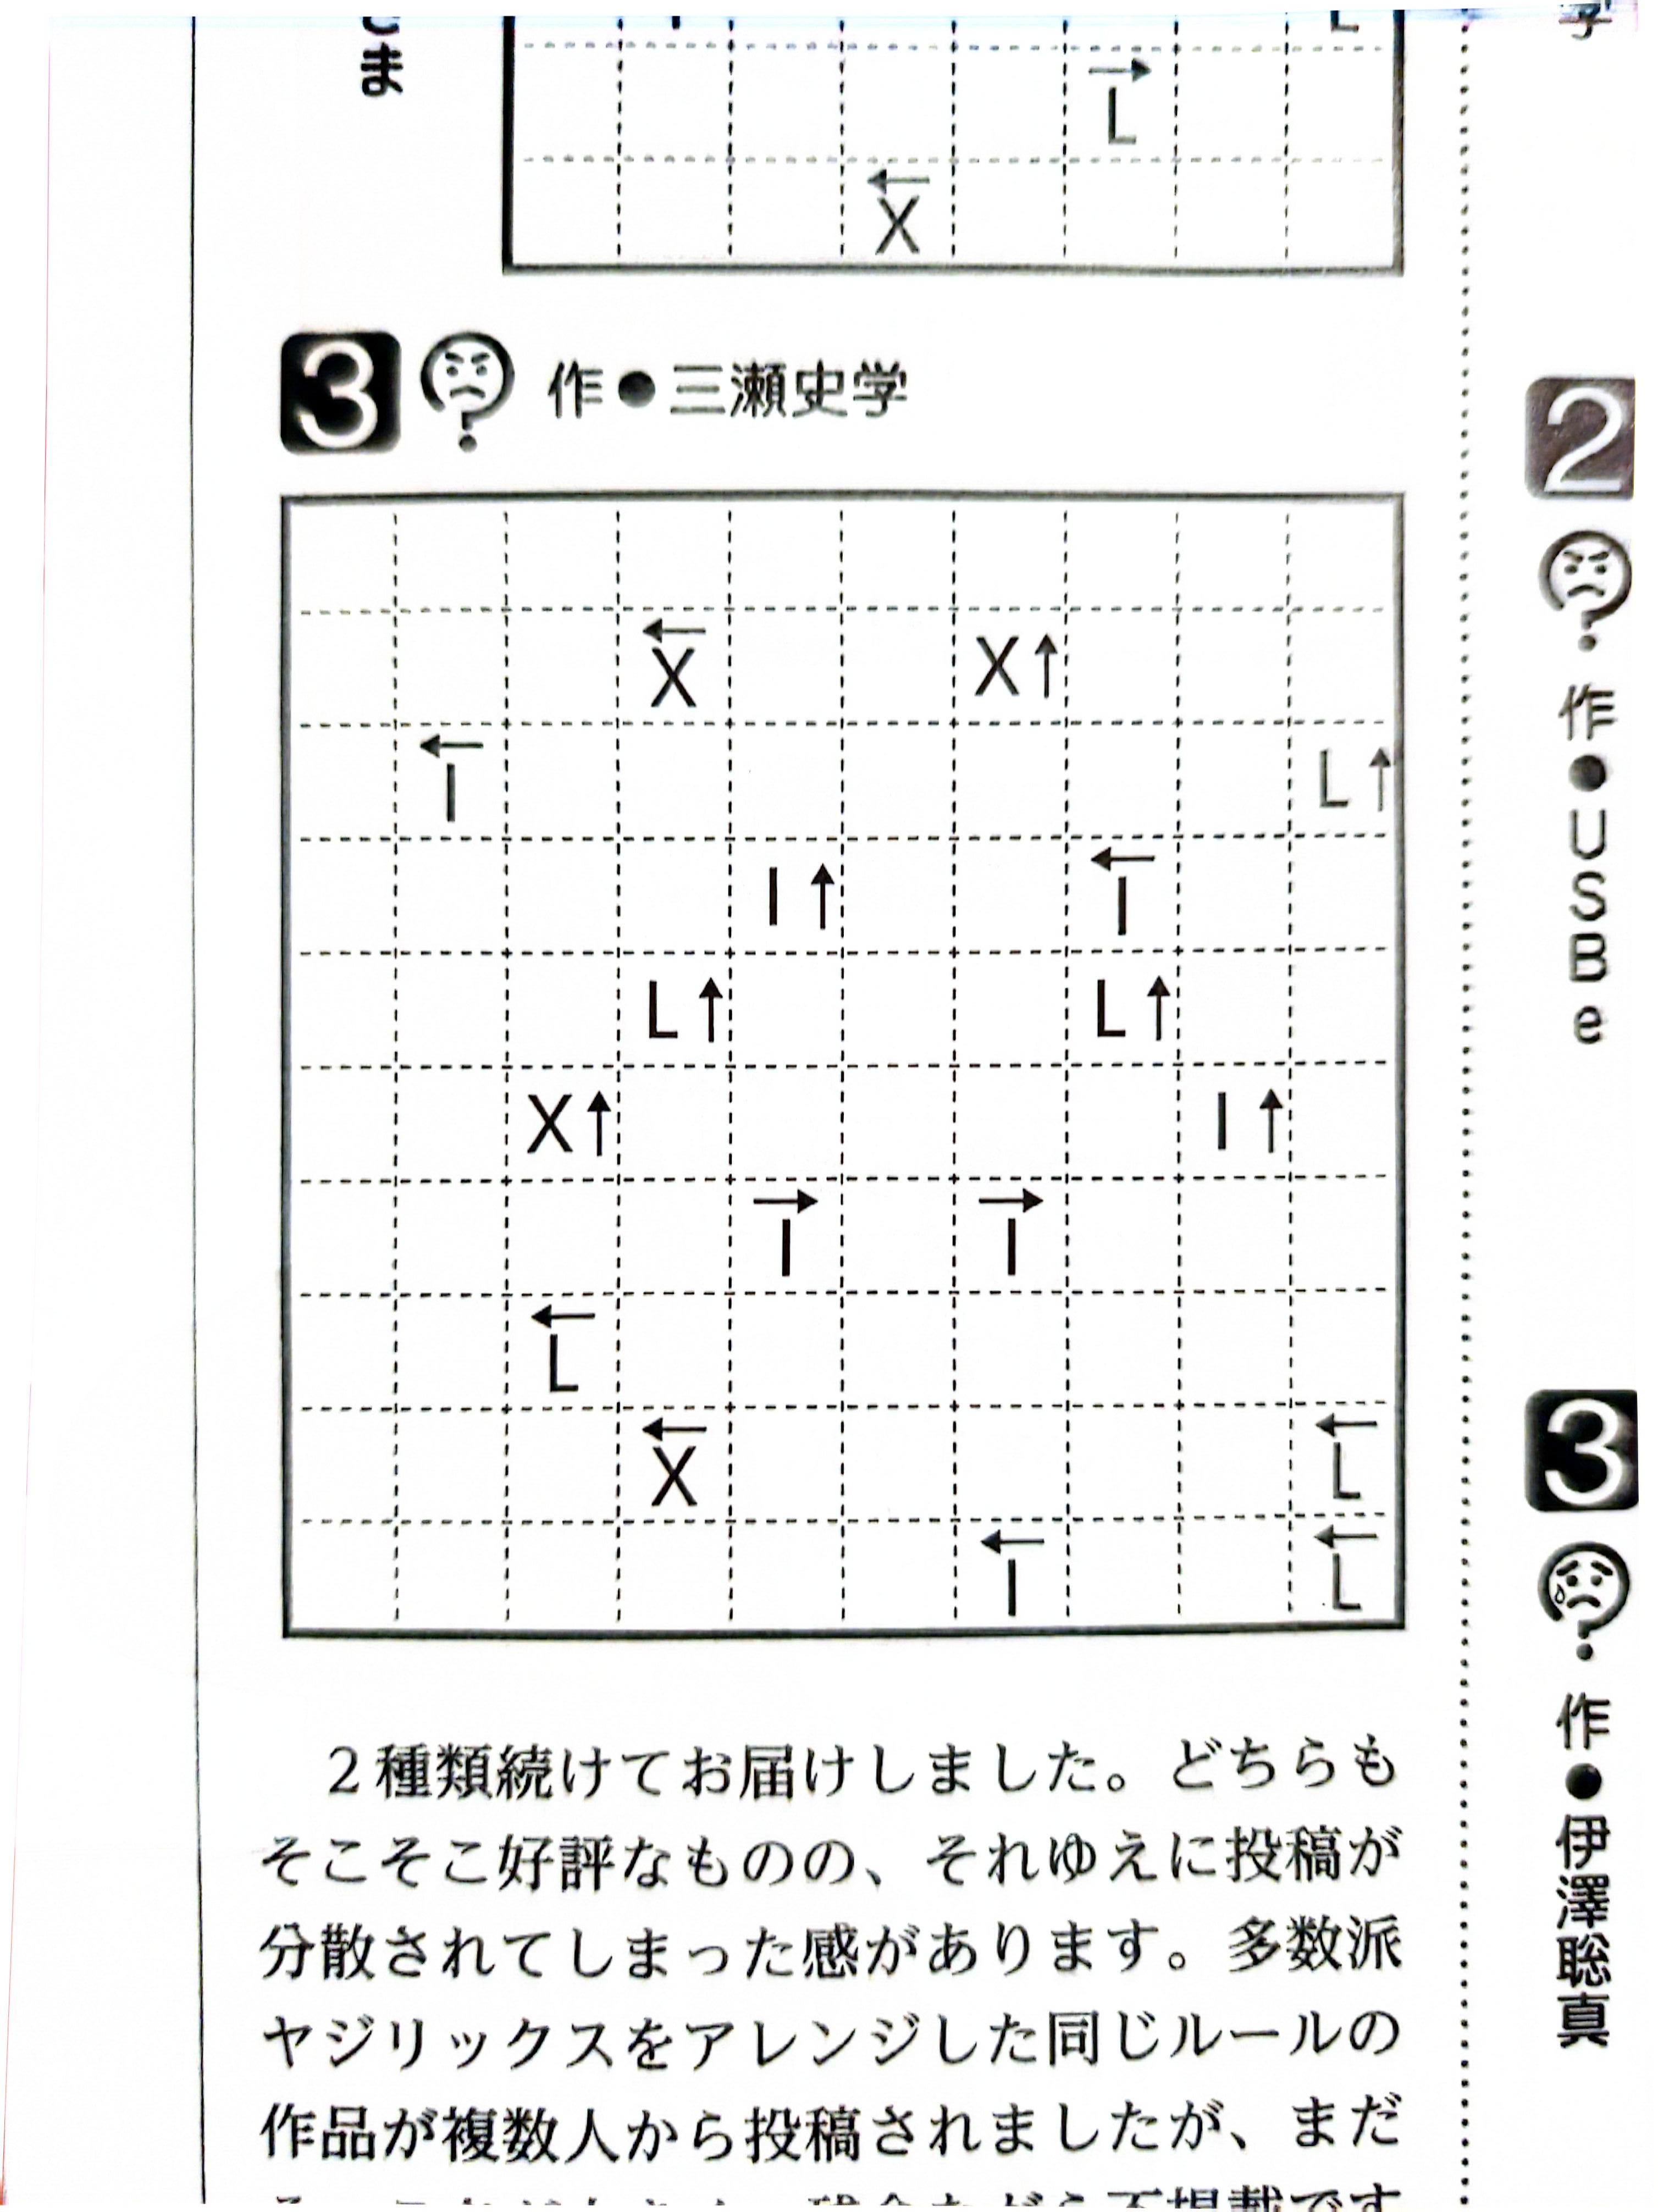 ま
L
→
L
←
X
3 作●三瀬史学
←
X
X↑
←
I
L↑
I↑
←
I
L↑
L↑
X↑
I↑
→
I
→
I
←
L
←
X
←
L
←
I
←
L
2種類続けてお届けしました。どちらも
そこそこ好評なものの、それゆえに投稿が
分散されてしまった感があります。多数派
ヤジリックスをアレンジした同じルールの
作品が複数人から投稿されましたが、まだ
学
2
作●USBe
3
作●伊澤聡真